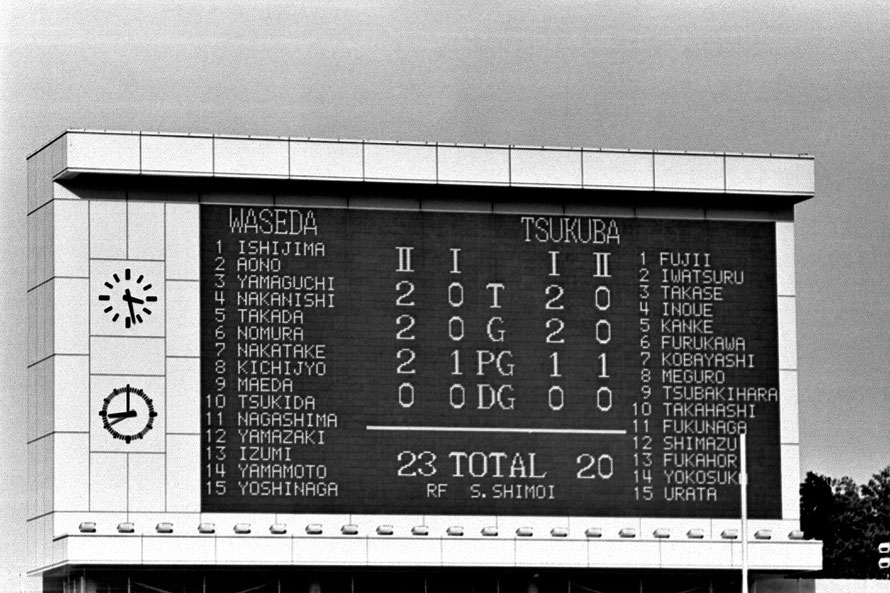 WASEDA TSUKUBA
1 ISHIJIMA
2 AONO
3 YAMAGUCHI
4 NAKANISHI
5 TAKADA
6 NOMURA
7 NAKATAKE
8 KICHIJYO
9 MAEDA
10 TSUKIDA
11 NAGASHIMA
12 YAMAZAKI
13 IZUMI
14 YAMAMOTO
15 YOSHINAGA
II I I II
2 0 T 2 0
2 0 G 2 0
2 1 PG 1 1
0 0 DG 0 0
23 TOTAL 20
RF S.SHIMOI
1 FUJII
2 IWATSURU
3 TAKASE
4 INOUE
5 KANKE
6 FURUKAWA
7 KOBAYASHI
8 MEGURO
9 TSUBAKIHARA
10 TAKAHASHI
11 FUKUNAGA
12 SHIMAZU
13 FUKAHOR
14 YOKOSUK
15 URATA